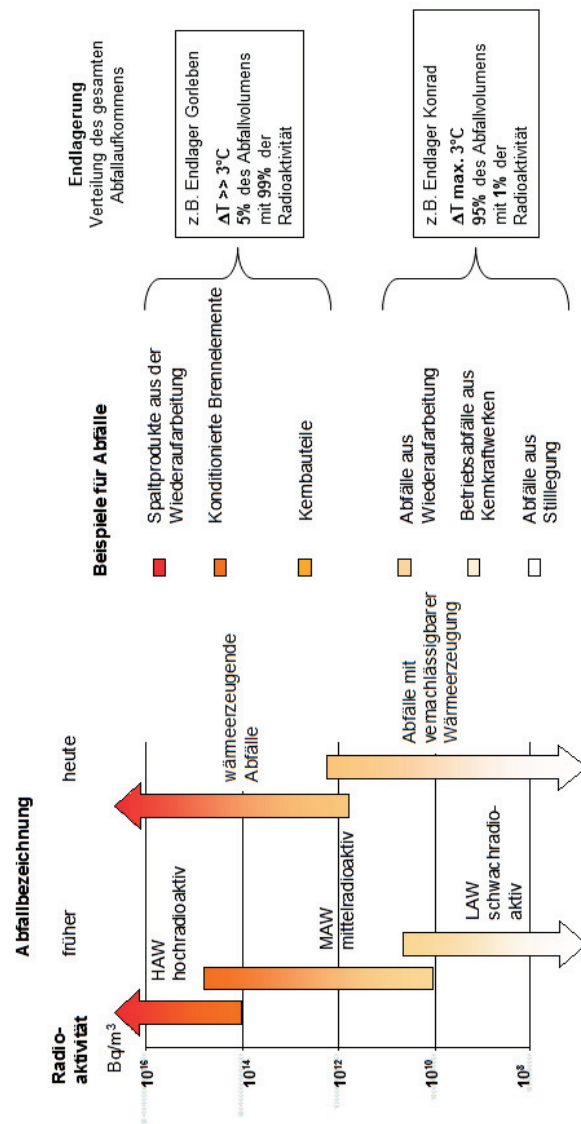 Abfallbezeichnung
Radio-
aktivität
früher
heute
Bq/m³
10¹⁶
10¹⁴
10¹²
10¹⁰
10⁸
HAW
hochradioaktiv
MAW
mittelradioaktiv
LAW
schwachradio-
aktiv
wärmeerzeugende
Abfälle
Abfälle mit
vernachlässigbarer
Wärmeerzeugung
Beispiele für Abfälle
Spaltprodukte aus der
Wiederaufarbeitung
Konditionierte Brennelemente
Kernbauteile
Abfälle aus
Wiederaufarbeitung
Betriebsabfälle aus
Kernkraftwerken
Abfälle aus
Stilllegung
Endlagerung
Verteilung des gesamten
Abfallaufkommens
z.B. Endlager Gorleben
ΔT >> 3°C
5% des Abfallvolumens
mit 99% der
Radioaktivität
z.B. Endlager Konrad
ΔT max. 3°C
95% des Abfallvolumens
mit 1% der
Radioaktivität